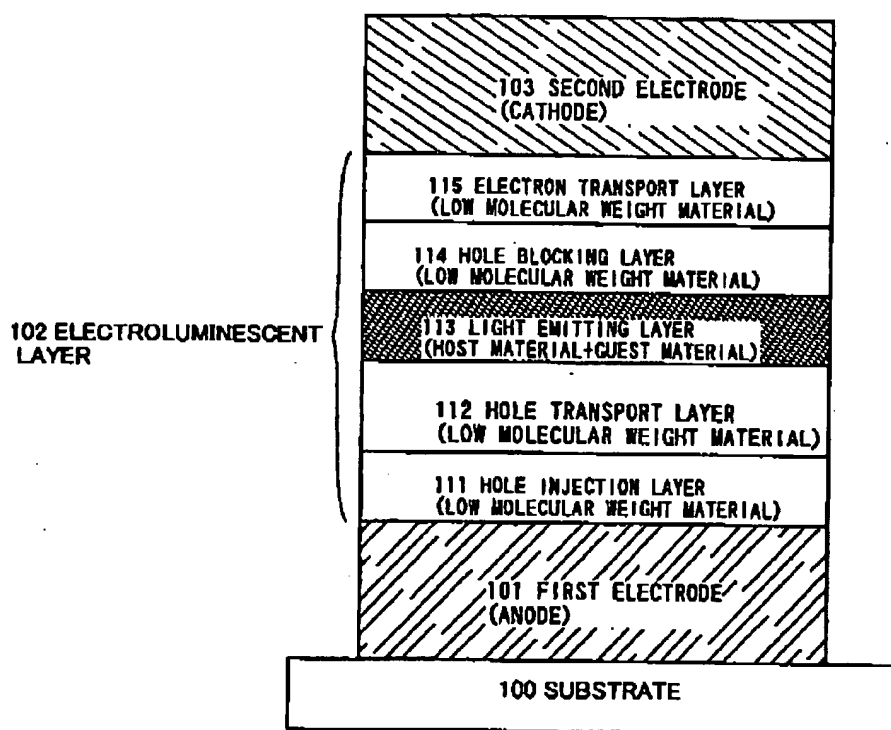 103 SECOND ELECTRODE
(CATHODE)
115 ELECTRON TRANSPORT LAYER
(LOW MOLECULAR WEIGHT MATERIAL)
114 HOLE BLOCKING LAYER
(LOW MOLECULAR WEIGHT MATERIAL)
102 ELECTROLUMINESCENT
LAYER
113 LIGHT EMITTING LAYER
(HOST MATERIAL+GUEST MATERIAL)
112 HOLE TRANSPORT LAYER
(LOW MOLECULAR WEIGHT MATERIAL)
111 HOLE INJECTION LAYER
(LOW MOLECULAR WEIGHT MATERIAL)
101 FIRST ELECTRODE
(ANODE)
100 SUBSTRATE